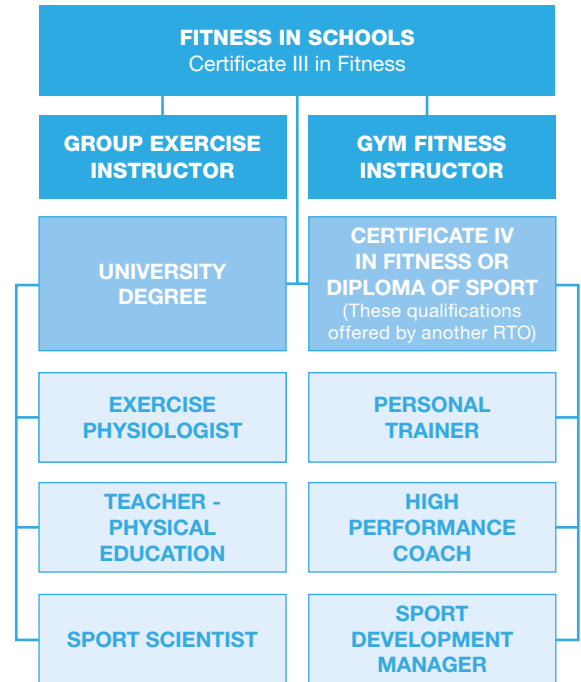 FITNESS IN SCHOOLS
Certificate III in Fitness
GROUP EXERCISE
INSTRUCTOR
GYM FITNESS
INSTRUCTOR
UNIVERSITY
DEGREE
CERTIFICATE IV
IN FITNESS OR
DIPLOMA OF SPORT
(These qualifications
offered by another RTO)
EXERCISE
PHYSIOLOGIST
PERSONAL
TRAINER
TEACHER -
PHYSICAL
EDUCATION
HIGH
PERFORMANCE
COACH
SPORT SCIENTIST
SPORT
DEVELOPMENT
MANAGER